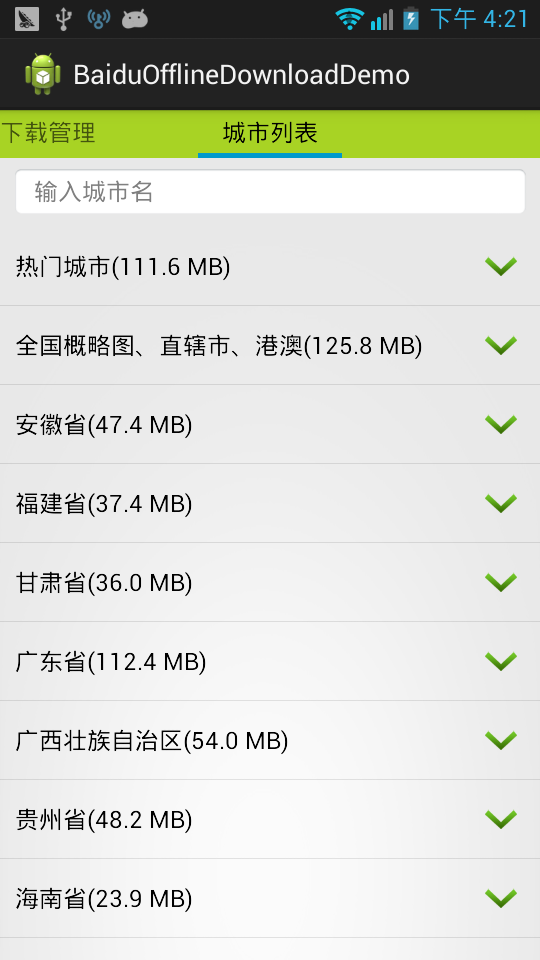 下午 4:21
BaiduOfflineDownloadDemo
下载管理 城市列表
输入城市名
热门城市(111.6 MB)
全国概略图、直辖市、港澳(125.8 MB)
安徽省(47.4 MB)
福建省(37.4 MB)
甘肃省(36.0 MB)
广东省(112.4 MB)
广西壮族自治区(54.0 MB)
贵州省(48.2 MB)
海南省(23.9 MB)